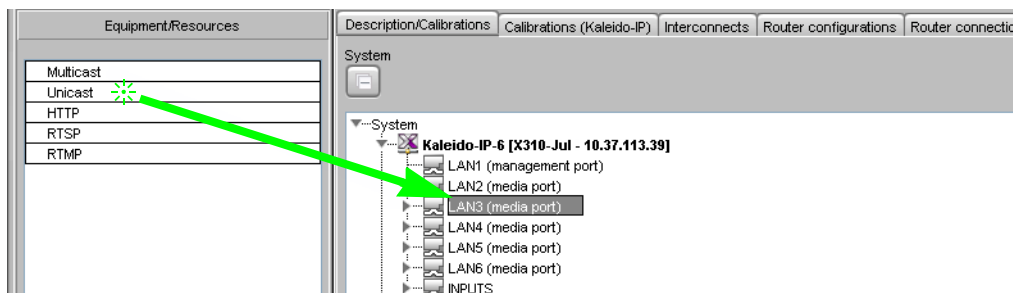 Equipment/Resources
Multicast
Unicast
HTTP
RTSP
RTMP
Description/Calibrations Calibrations (Kaleido-IP) Interconnects Router configurations Router
System
System
Kaleido-IP-6 [X310-Jul - 10.37.113.39]
LAN1 (management port)
LAN2 (media port)
LAN3 (media port)
LAN4 (media port)
LAN5 (media port)
LAN6 (media port)
INPUTS